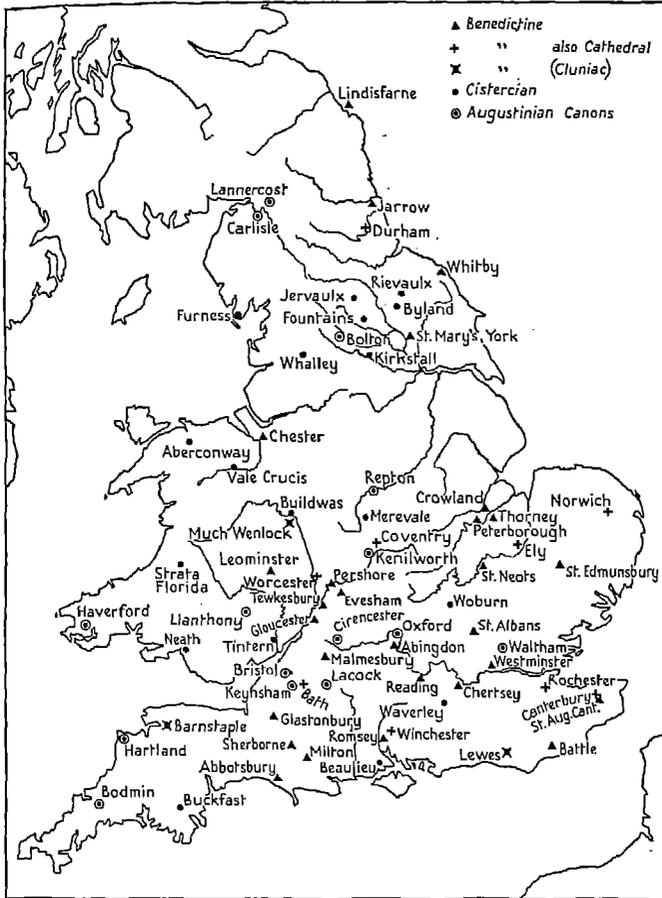 Benedictine
" also Cathedral
" (Cluniac)
Cistercian
Augustinian Canons
Lindisfarne
Lannercost
Jarrow
Carlisle
Durham
Whitby
Rievaulx
Jervaulx
Byland
Furness
Fountains
Bolton
St. Mary's, York
Whalley
Kirkstall
Chester
Aberconway
Vale Crucis
Repton
Crowland
Norwich
Buildwas
Merevale
Thorney
Peterborough
Much Wenlock
Coventry
Ely
Kenilworth
Leominster
Strata
Florida
Worcester
Pershore
St. Neots
St. Edmunsbury
Tewkesbury
Evesham
Woburn
Haverford
Llanthony
Gloucester
Cirencester
Oxford
St. Albans
Neath
Tintern
Abingdon
Waltham
Malmesbury
Westminster
Bristol
Lacock
Reading
Chertsey
Rochester
Keynsham
Bath
Waverley
Canterbury
St. Aug. Cant.
Barnstaple
Glastonbury
Romsey
Winchester
Hartland
Sherborne
Milton
Lewes
Battle
Abbotsbury
Beaulieu
Bodmin
Buckfast